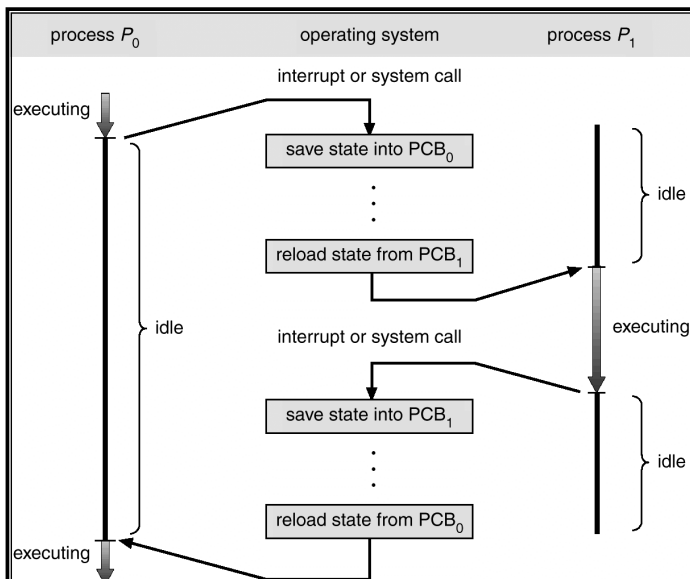 process P0 operating system process P1
interrupt or system call
executing
save state into PCB0
idle
reload state from PCB1
idle
executing
interrupt or system call
save state into PCB1
idle
reload state from PCB0
executing